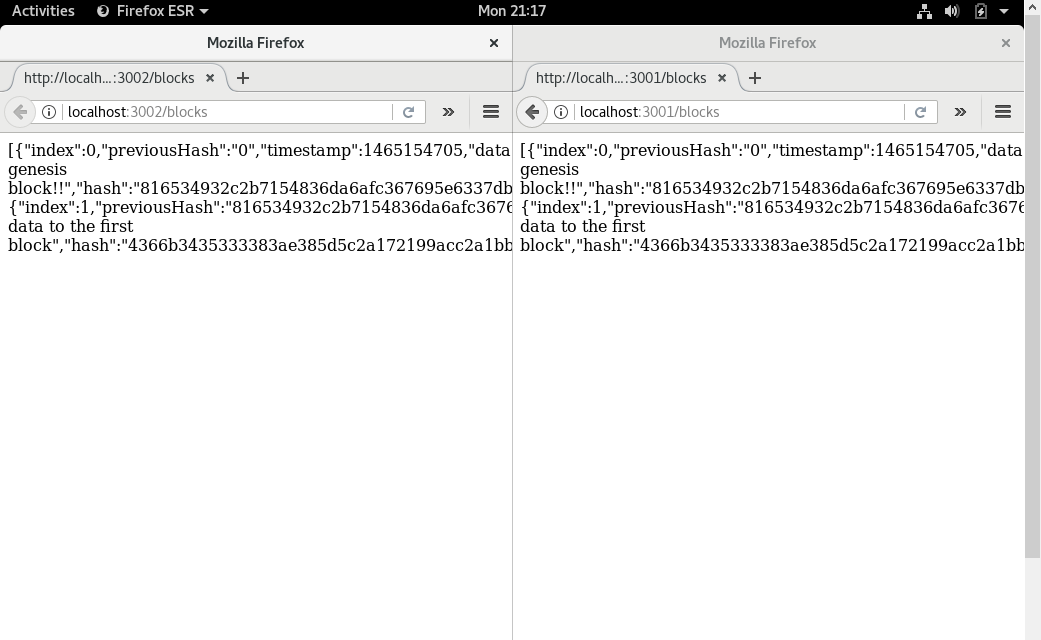 Activities Firefox ESR Mon 21:17
Mozilla Firefox
http://localh...:3002/blocks
localhost:3002/blocks
[{"index":0,"previousHash":"0","timestamp":1465154705,"data
genesis
block!!","hash":"816534932c2b7154836da6afc367695e6337db
{"index":1,"previousHash":"816534932c2b7154836da6afc3676
data to the first
block","hash":"4366b3435333383ae385d5c2a172199acc2a1bb
Mozilla Firefox
http://localh...:3001/blocks
localhost:3001/blocks
[{"index":0,"previousHash":"0","timestamp":1465154705,"data
genesis
block!!","hash":"816534932c2b7154836da6afc367695e6337db
{"index":1,"previousHash":"816534932c2b7154836da6afc3676
data to the first
block","hash":"4366b3435333383ae385d5c2a172199acc2a1bb